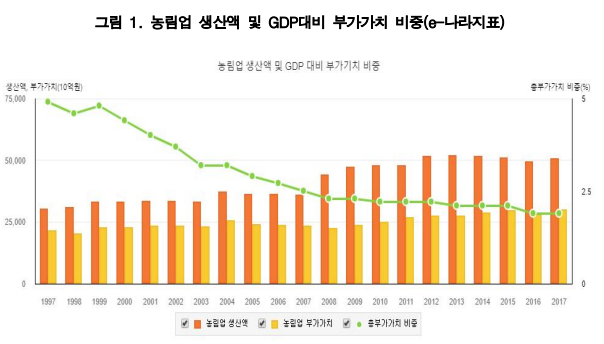 그림 1. 농림업 생산액 및 GDP대비 부가가치 비중(e-나라지표)
농림업 생산액 및 GDP 대비 부가기치 비중
생산액, 부가가치(10억원) 총부가가치 비중(%)
75,000 5
50,000
2.5
25,000
0 0
1997 1998 1999 2000 2001 2002 2003 2004 2005 2006 2007 2008 2009 2010 2011 2012 2013 2014 2015 2016 2017
농림업 생산액 농림업 부가가치 총부가가치 비중